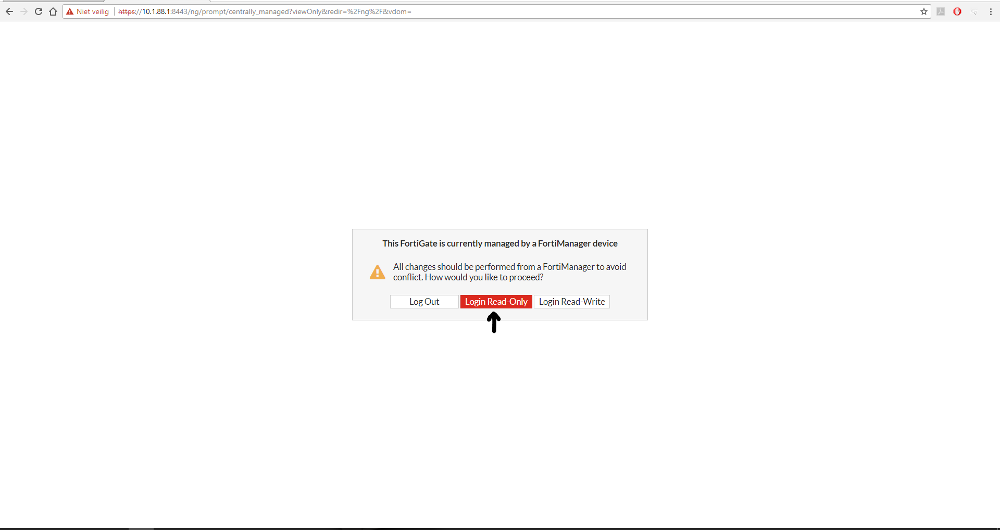 Niet veilig https://10.1.88.1:8443/ng/prompt/centrally_managed?viewOnly&redir=%2Fng%2F&vdom=
This FortiGate is currently managed by a FortiManager device
All changes should be performed from a FortiManager to avoid
conflict. How would you like to proceed?
Log Out Login Read-Only Login Read-Write